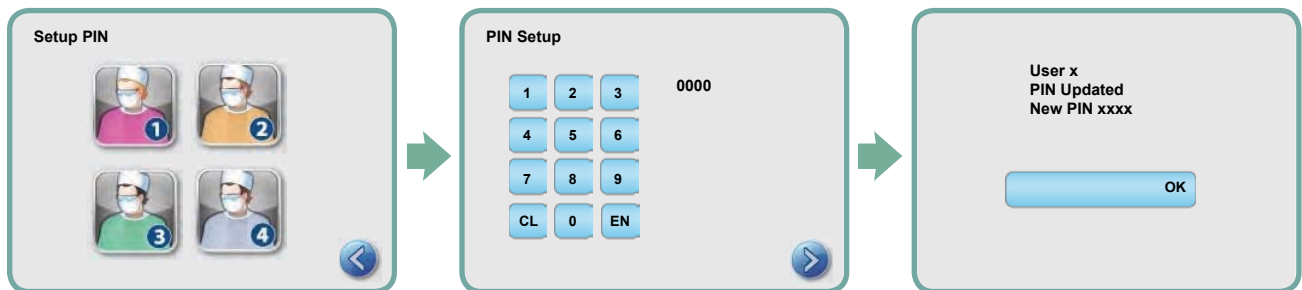 Setup PIN
1
2
3
4
PIN Setup
1 2 3
0000
4 5 6
7 8 9
CL 0 EN
User x
PIN Updated
New PIN xxxx
OK